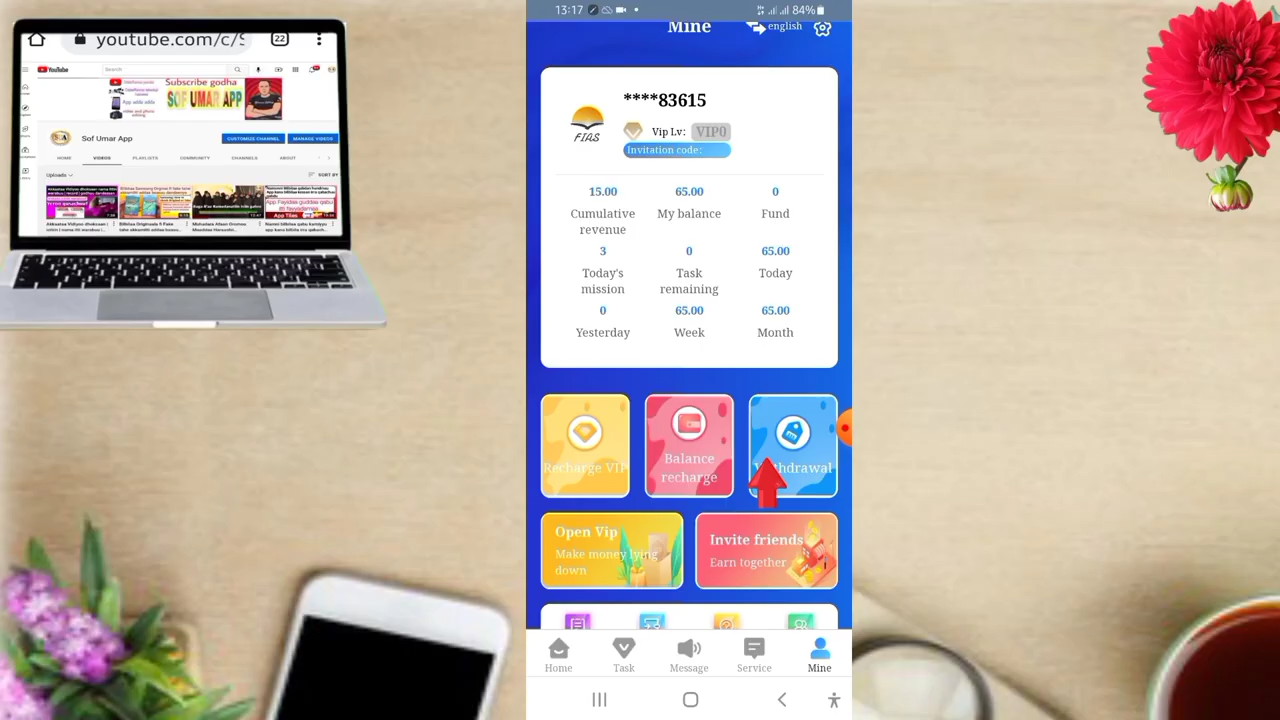 youtube.com/c/S
22
YouTube
Search
Subscribe godha
SOF UMAR APP
Sof Umar App
CUSTOMIZE CHANNEL
MANAGE VIDEOS
HOME
VIDEOS
PLAYLISTS
COMMUNITY
CHANNELS
ABOUT
Uploads
SORT BY
13:17
84%
Mine
english
****83615
FIAS
Vip Lv:
VIP0
Invitation code:
15.00
65.00
0
Cumulative
revenue
My balance
Fund
3
0
65.00
Today's
mission
Task
remaining
Today
0
65.00
65.00
Yesterday
Week
Month
Recharge VIP
Balance
recharge
Withdrawal
Open Vip
Make money lying
down
Invite friends
Earn together
Home
Task
Message
Service
Mine